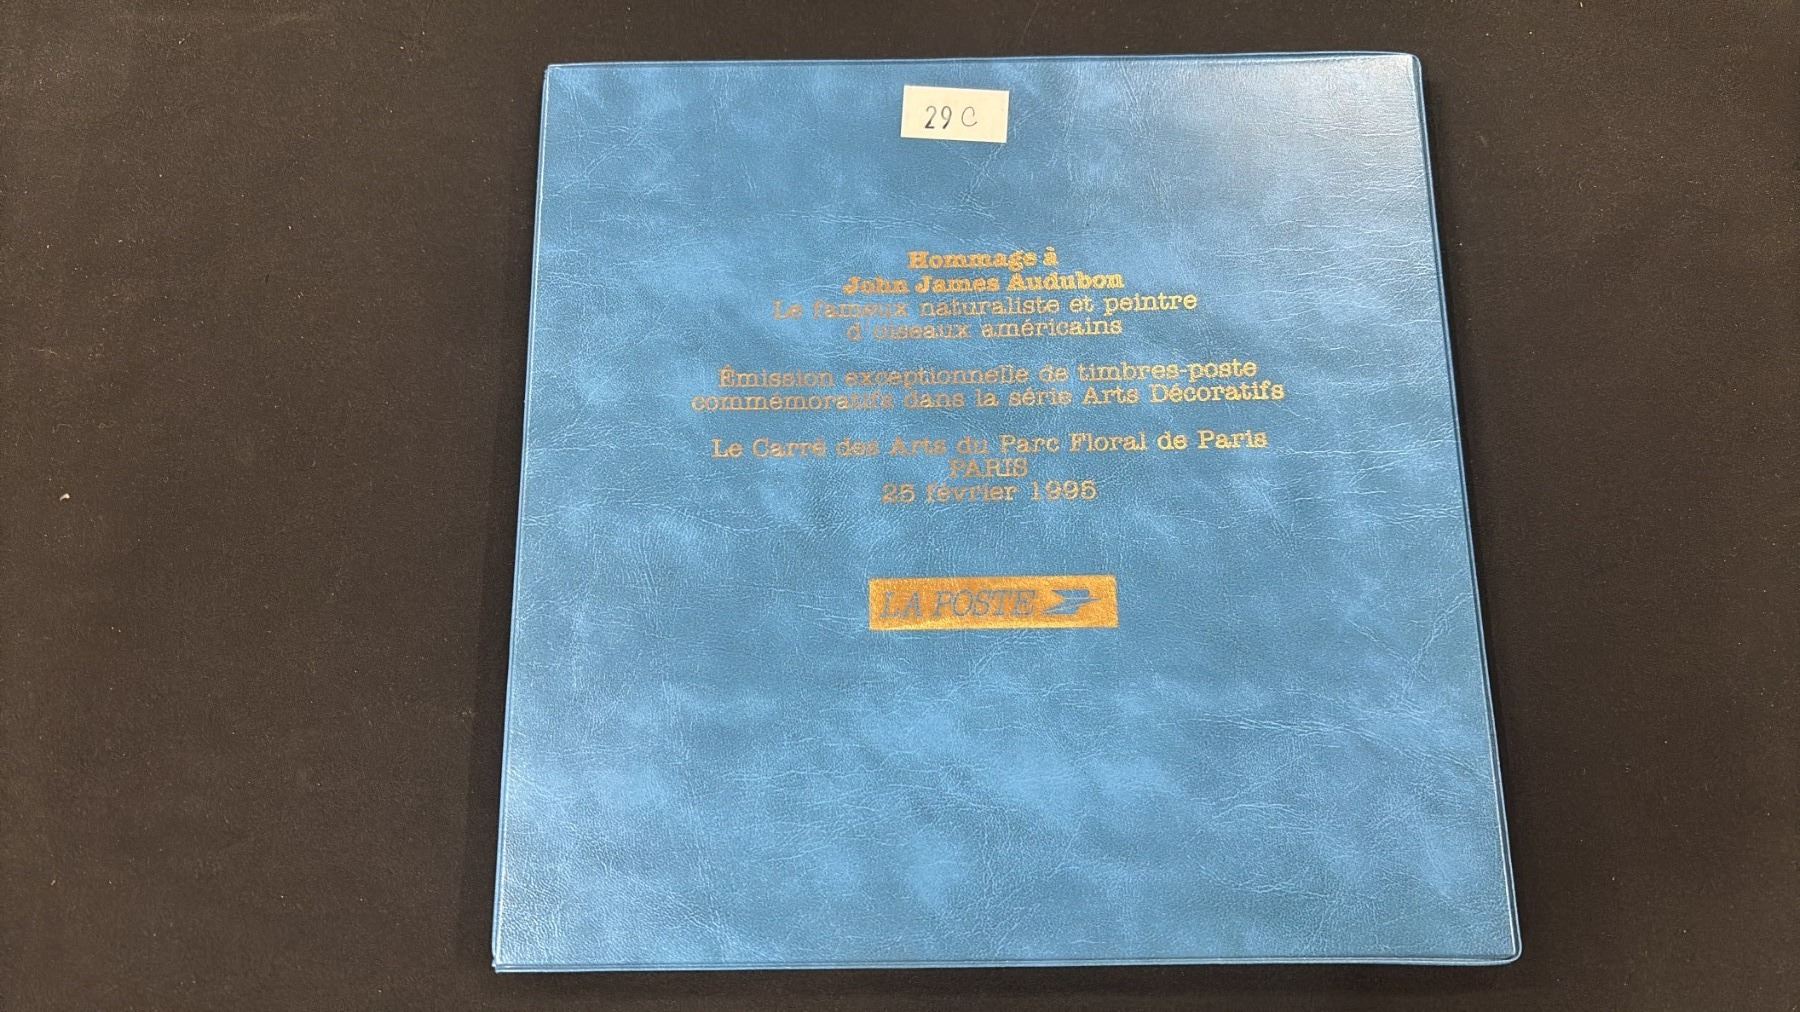 29 C
Hommage à
John James Audubon
Le fameux naturaliste et peintre
d'oiseaux américains
Émission exceptionnelle de timbres-poste
commémoratifs dans la série Arts Décoratifs
Le Carré des Arts du Parc Floral de Paris
PARIS
25 février 1995
LA POSTE